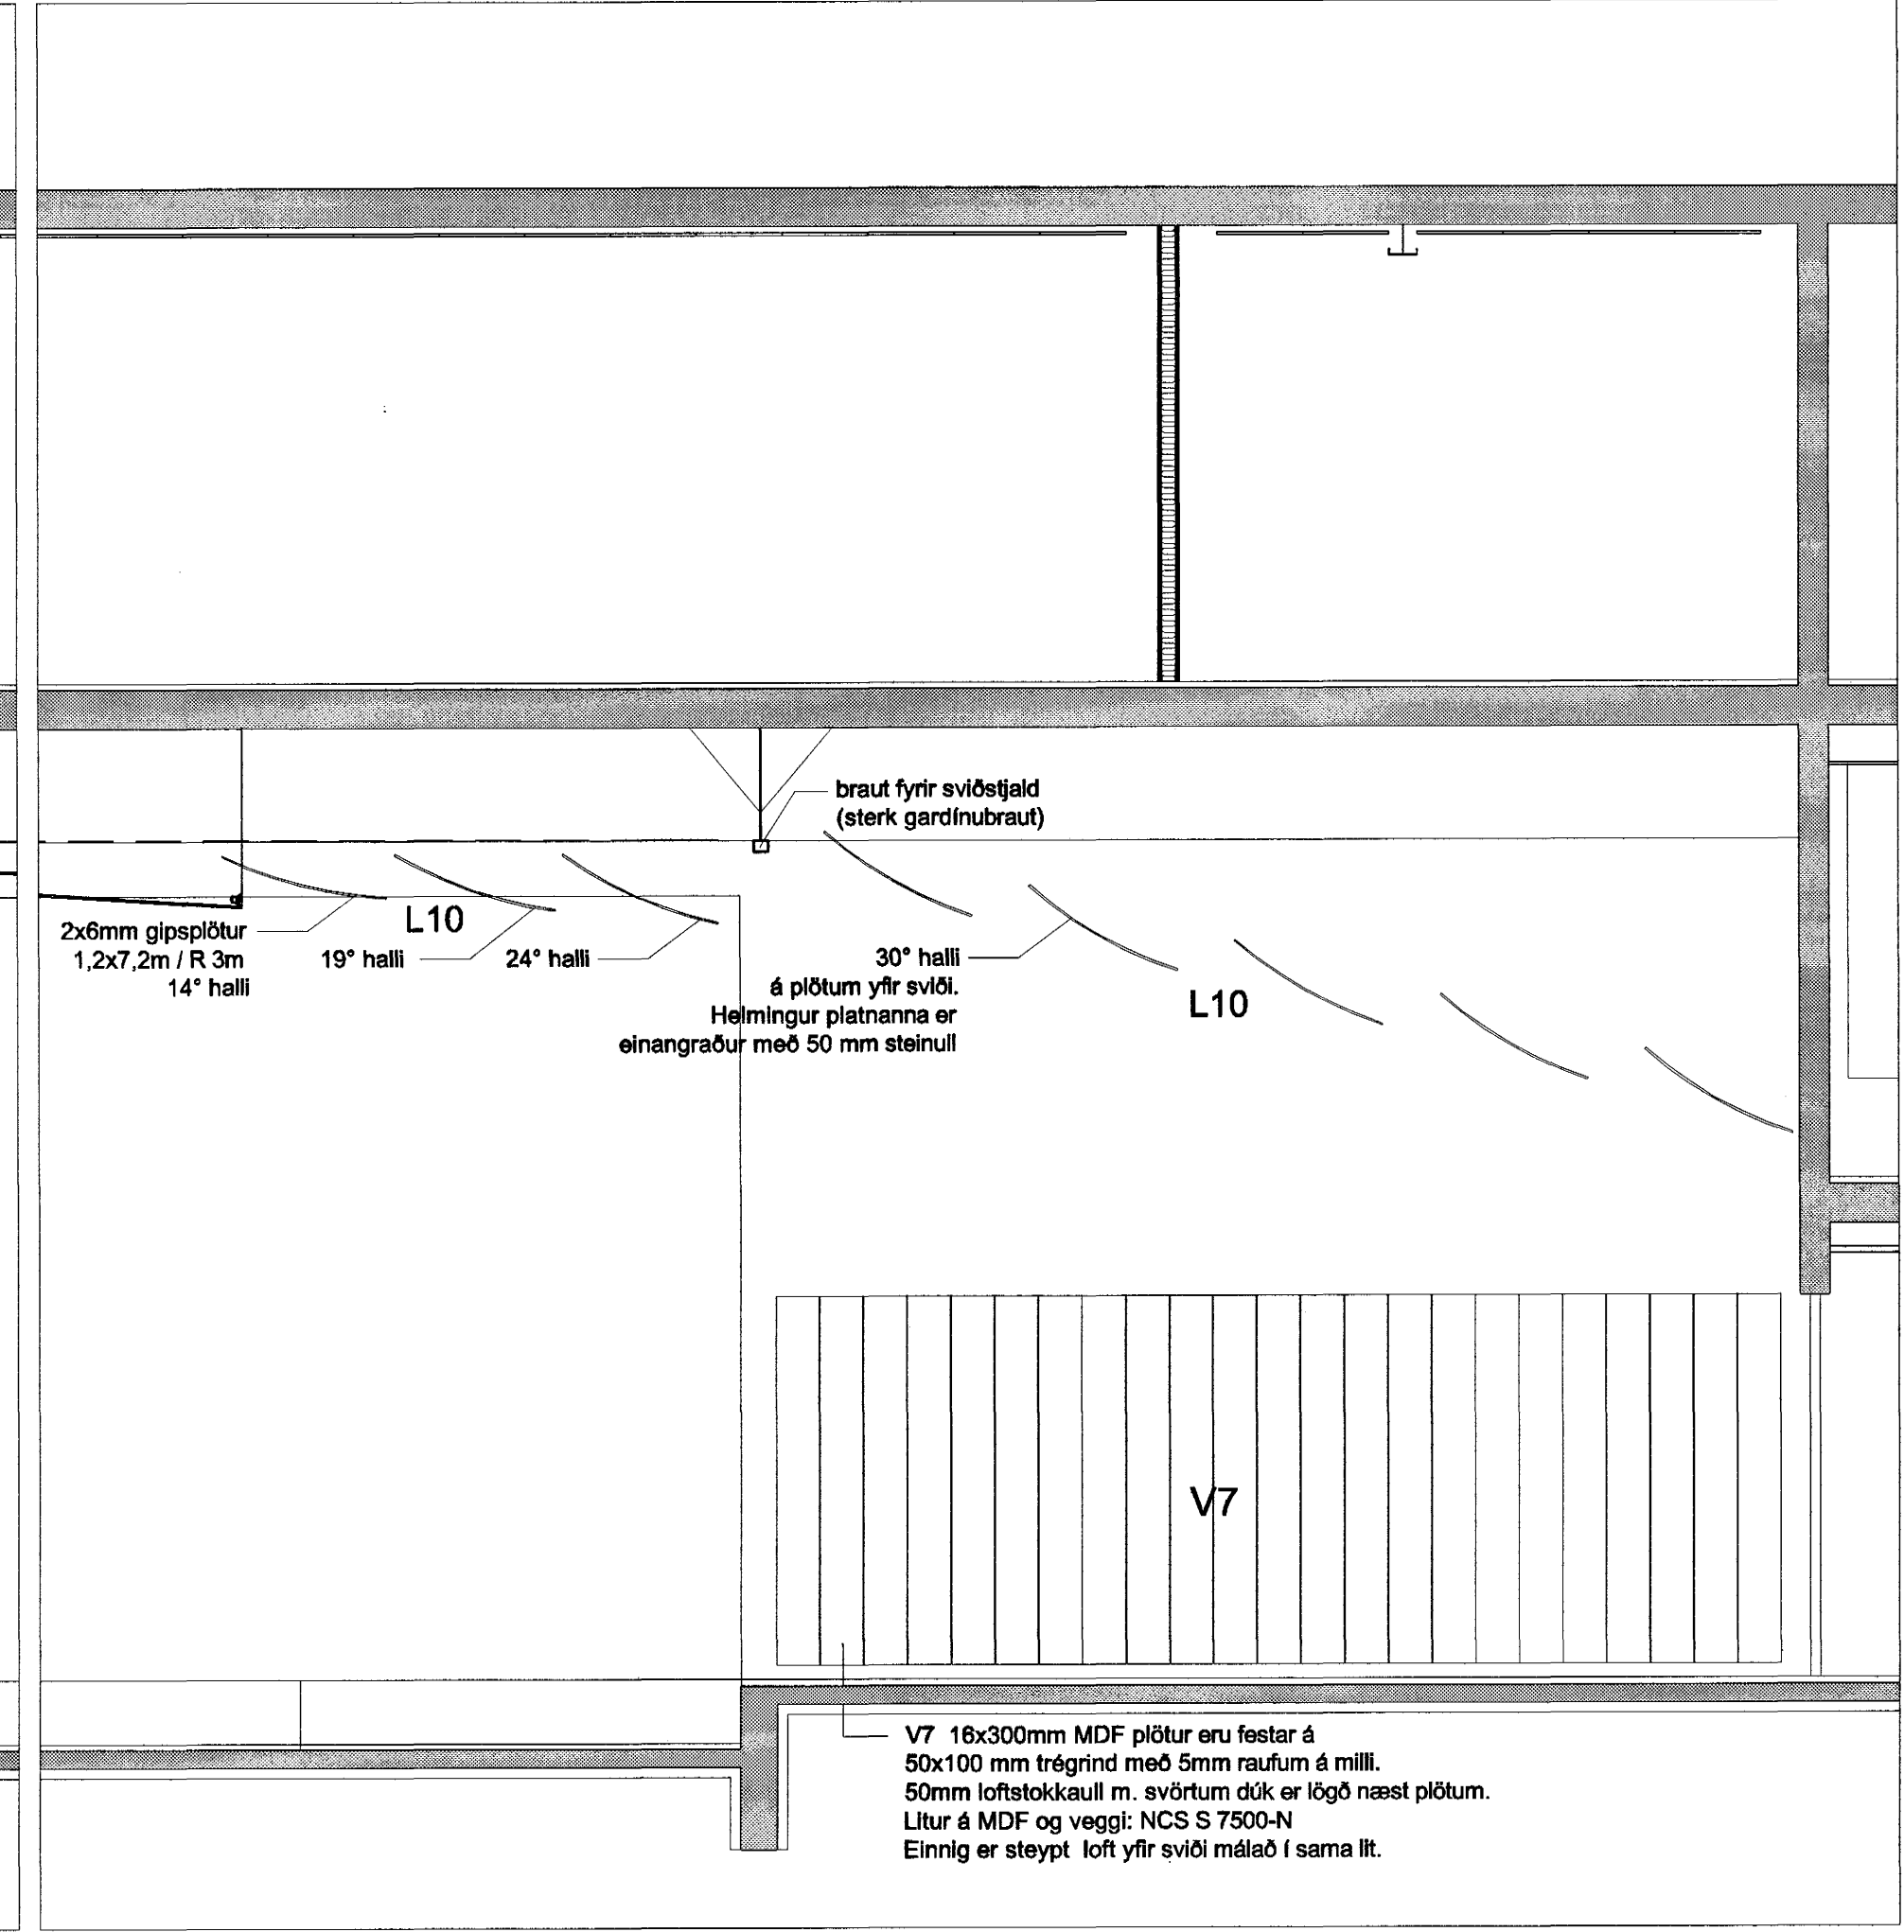 braut fyrir sviðstjald
(sterk gardínubraut)
2x6mm gipsplötur
1,2x7,2m / R 3m
14° halli
L10
19° halli
24° halli
30° halli
á plötum yfir sviði.
Helmingur platnanna er
einangraður með 50 mm steinull
L10
V7
V7 16x300mm MDF plötur eru festar á
50x100 mm trégrind með 5mm raufum á milli.
50mm loftstokkaull m. svörtum dúk er lögð næst plötum.
Litur á MDF og veggi: NCS S 7500-N
Einnig er steypt loft yfir sviði málað í sama lit.